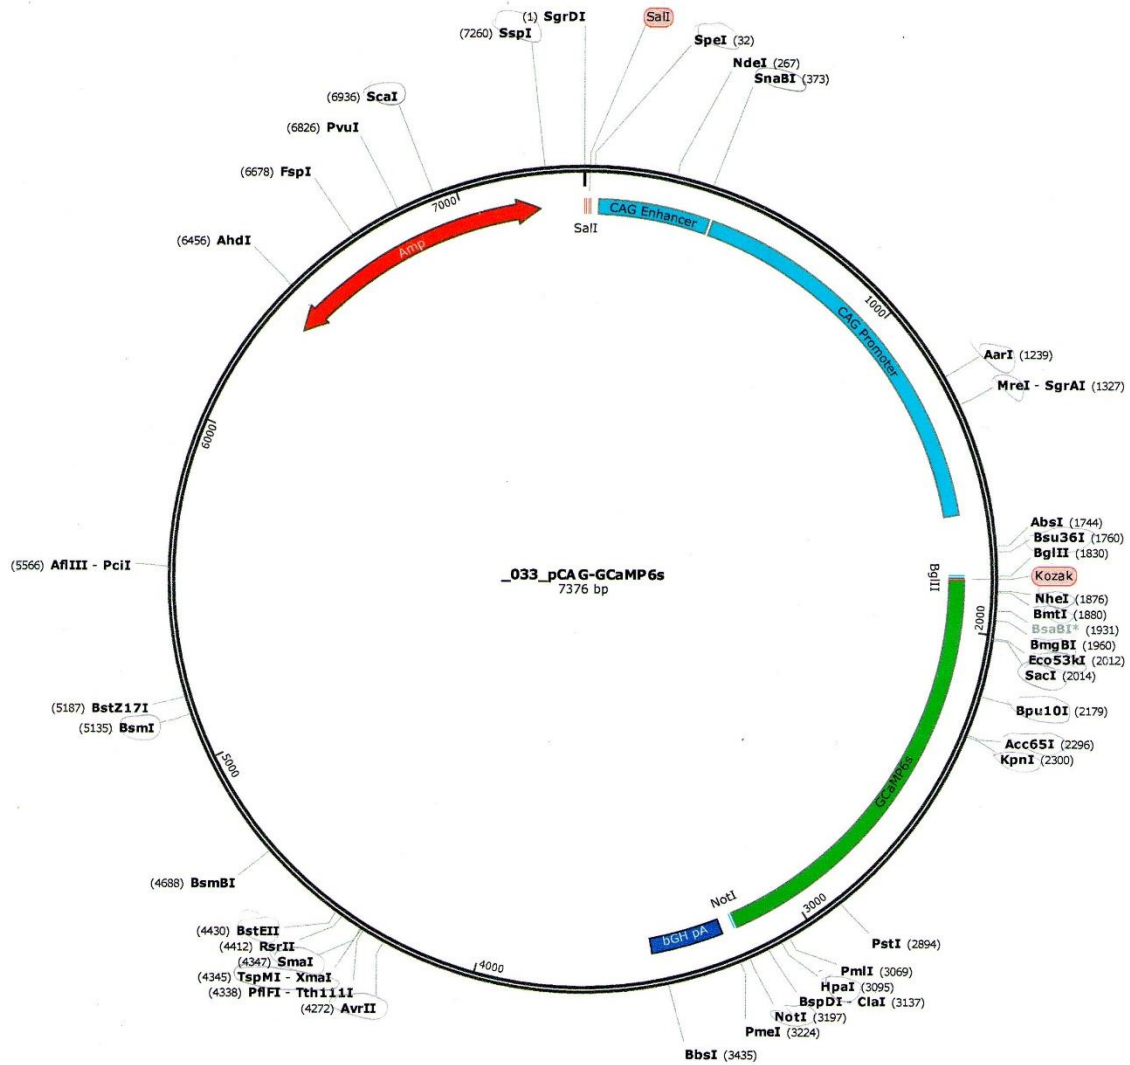 (1) SgrDI
SalI
(7260) SspI
SpeI (32)
NdeI (267)
SnaBI (373)
(6936) ScaI
(6826) PvuI
(6678) FspI
(6456) AhdI
7000
Amp
SalI
CAG Enhancer
CAG Promoter
1000
AarI (1239)
MreI - SgrAI (1327)
6000
AbsI (1744)
Bsu36I (1760)
BglII (1830)
Kozak
NheI (1876)
BmtI (1880)
BsaBI* (1931)
BmgBI (1960)
Eco53kI (2012)
SacI (2014)
Bpu10I (2179)
Acc65I (2296)
KpnI (2300)
BglII
2000
(5566) AflIII - PciI
_033_pCAG-GCaMP6s
7376 bp
(5187) BstZ17I
(5135) BsmI
5000
GCaMP6s
(4688) BsmBI
NotI
3000
bGH pA
4000
(4430) BstEII
(4412) RsrII
(4347) SmaI
(4345) TspMI - XmaI
(4338) PflFI - Tth111I
(4272) AvrII
PstI (2894)
PmlI (3069)
HpaI (3095)
BspDI - ClaI (3137)
NotI (3197)
PmeI (3224)
BbsI (3435)